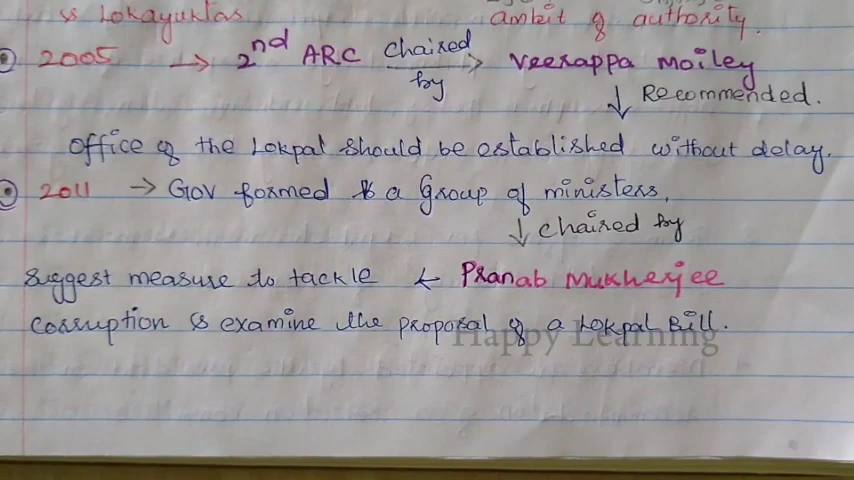 & Lokayuktas ambit of authority.
2005 → 2nd ARC chaired by → Veerappa Moiley
↓ Recommended.
office of the Lokpal should be established without delay.
2011 → Gov formed a Group of ministers,
↓ chaired by
Suggest measure to tackle ← Pranab Mukherjee
corruption & examine the proposal of a Lokpal Bill.
Happy Learning